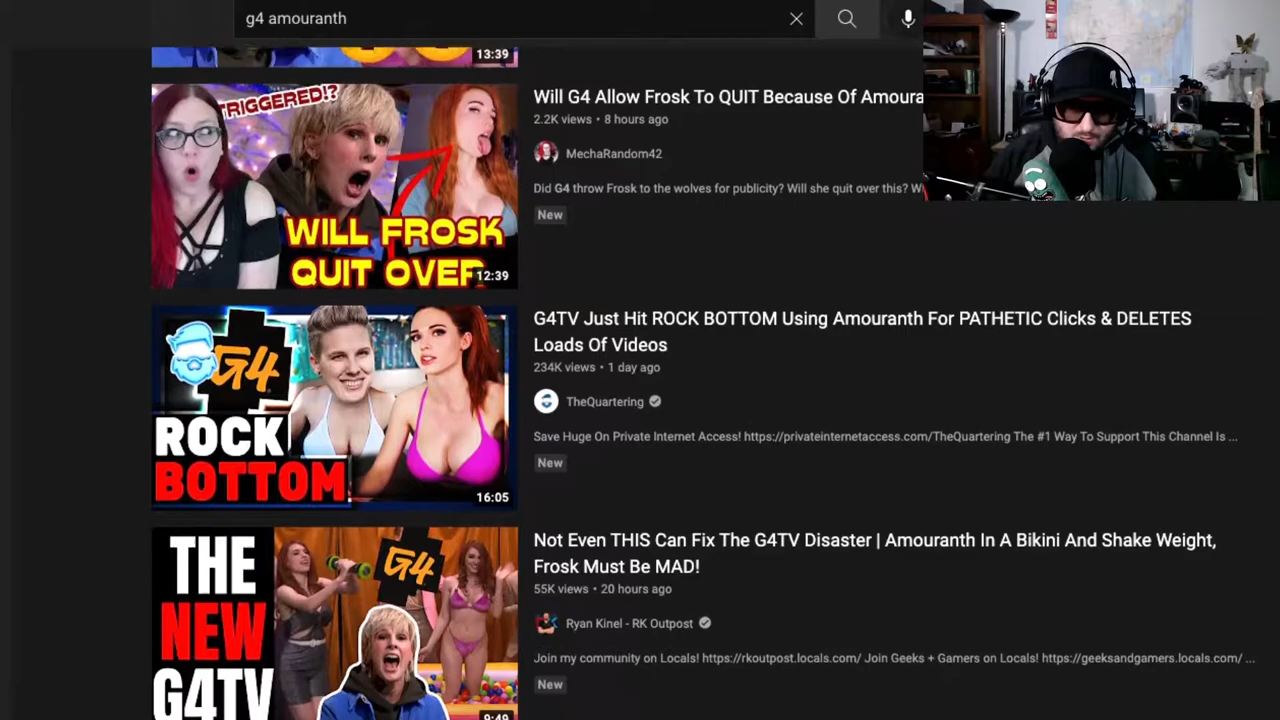 g4 amouranth
13:39
TRIGGERED!?
WILL FROSK
QUIT OVER
12:39
Will G4 Allow Frosk To QUIT Because Of Amoura
2.2K views • 8 hours ago
MechaRandom42
Did G4 throw Frosk to the wolves for publicity? Will she quit over this? W
New
G4
ROCK
BOTTOM
16:05
G4TV Just Hit ROCK BOTTOM Using Amouranth For PATHETIC Clicks & DELETES
Loads Of Videos
234K views • 1 day ago
TheQuartering
Save Huge On Private Internet Access! https://privateinternetaccess.com/TheQuartering The #1 Way To Support This Channel Is ...
New
THE
NEW
G4TV
G4
9:49
Not Even THIS Can Fix The G4TV Disaster | Amouranth In A Bikini And Shake Weight,
Frosk Must Be MAD!
55K views • 20 hours ago
Ryan Kinel - RK Outpost
Join my community on Locals! https://rkoutpost.locals.com/ Join Geeks + Gamers on Locals! https://geeksandgamers.locals.com/ ...
New